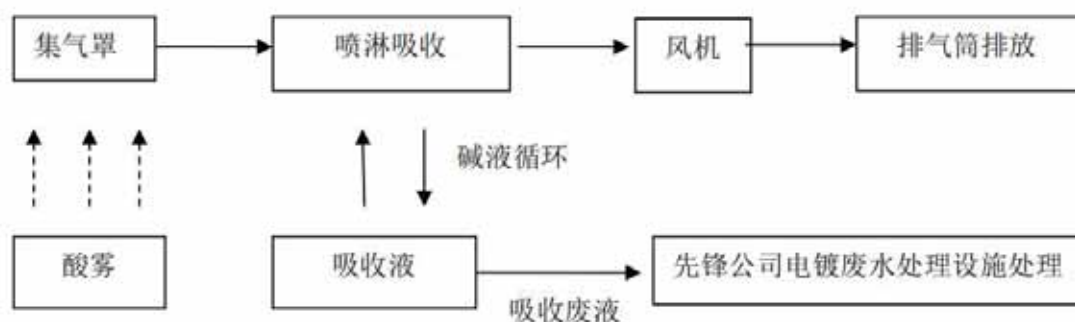 集气罩
喷淋吸收
风机
排气筒排放
碱液循环
酸雾
吸收液
先锋公司电镀废水处理设施处理
吸收废液